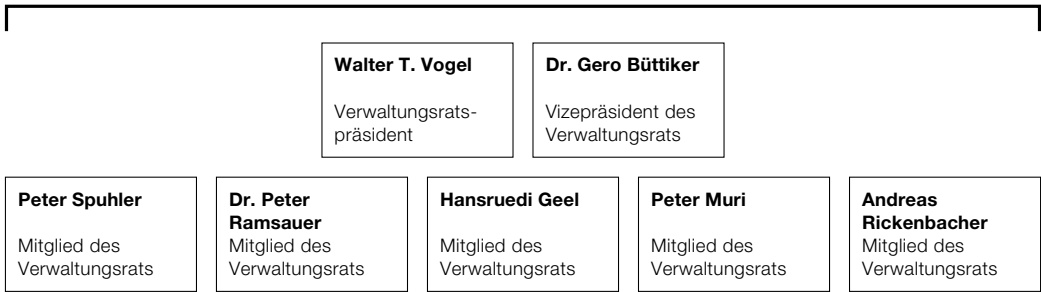 Walter T. Vogel
Verwaltungsrats-
präsident
Dr. Gero Büttiker
Vizepräsident des
Verwaltungsrats
Peter Spuhler
Mitglied des
Verwaltungsrats
Dr. Peter
Ramsauer
Mitglied des
Verwaltungsrats
Hansruedi Geel
Mitglied des
Verwaltungsrats
Peter Muri
Mitglied des
Verwaltungsrats
Andreas
Rickenbacher
Mitglied des
Verwaltungsrats